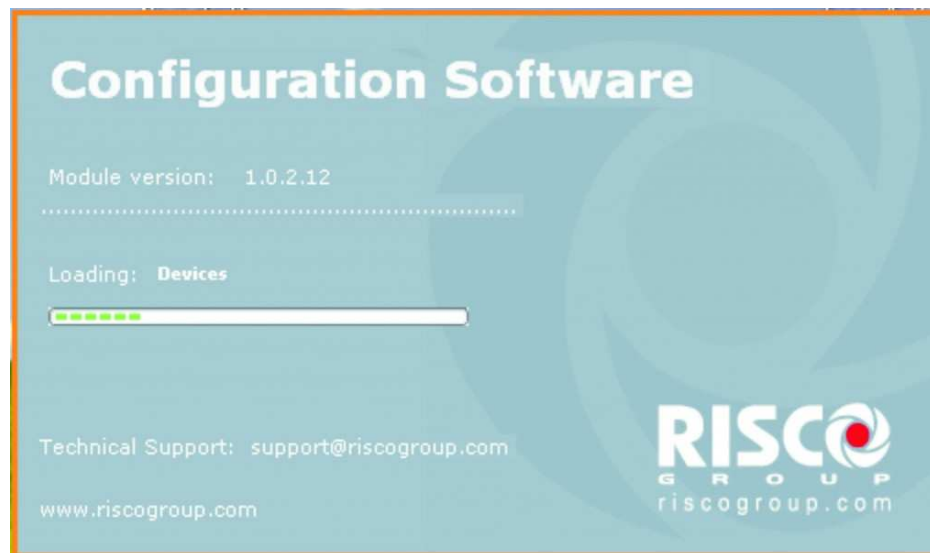 Configuration Software
Module version: 1.0.2.12
Loading: Devices
Technical Support: support@riscogroup.com
www.riscogroup.com
RISCO
GROUP
riscogroup.com